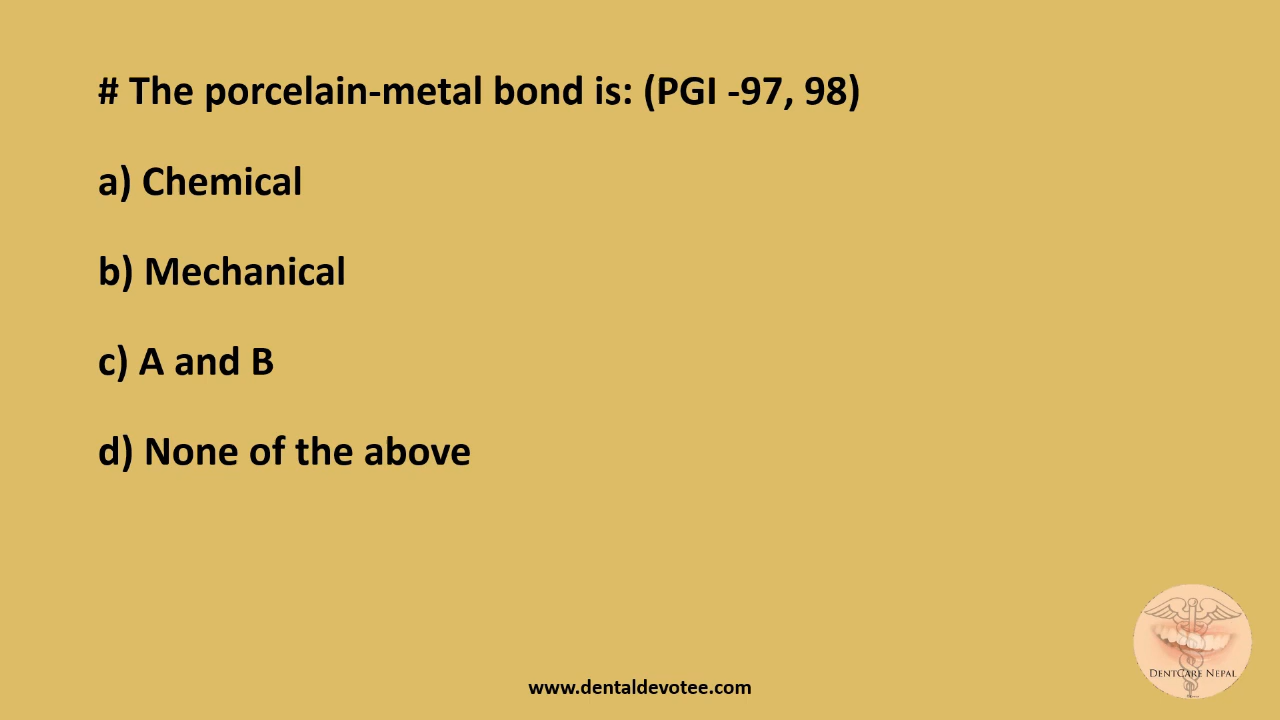 # The porcelain-metal bond is: (PGI -97, 98)
a) Chemical
b) Mechanical
c) A and B
d) None of the above
DentCare Nepal
www.dentaldevotee.com